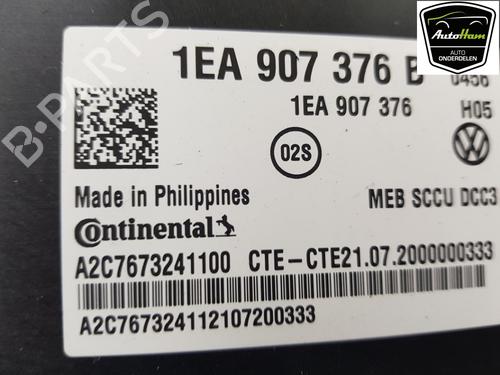 AutoHam
AUTO
ONDERDELEN
1EA 907 376 B 0456
1EA 907 376 H05
02S
Made in Philippines
MEB SCCU DCC3
Continental
A2C7673241100 CTE-CTE21.07.2000000333
A2C767324112107200333
B-PARTS